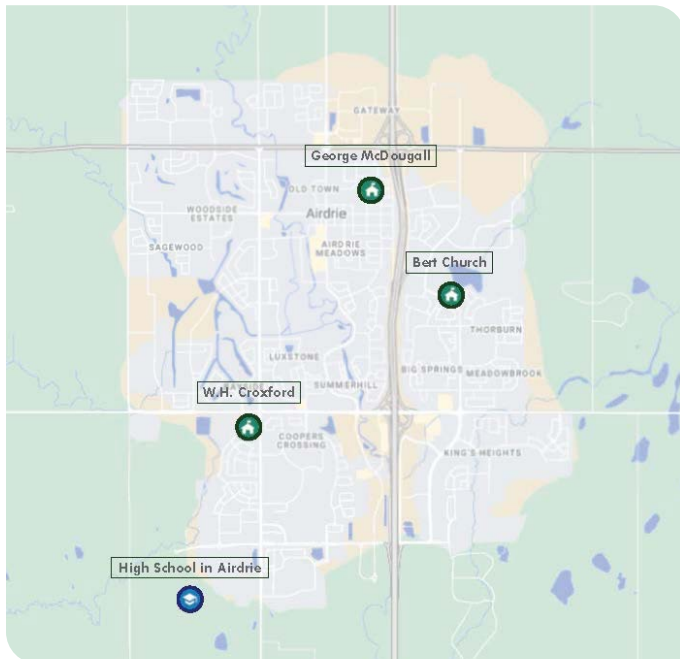 GATEWAY
George McDougall
OLD TOWN
WOODSIDE
ESTATES
Airdrie
SAGEWOOD
AIRDRIE
MEADOWS
Bert Church
THORBURN
LUXSTONE
BIG SPRINGS
MEADOWBROOK
SUMMERHILL
W.H. Croxford
COOPERS
CROSSING
KING'S HEIGHTS
High School in Airdrie